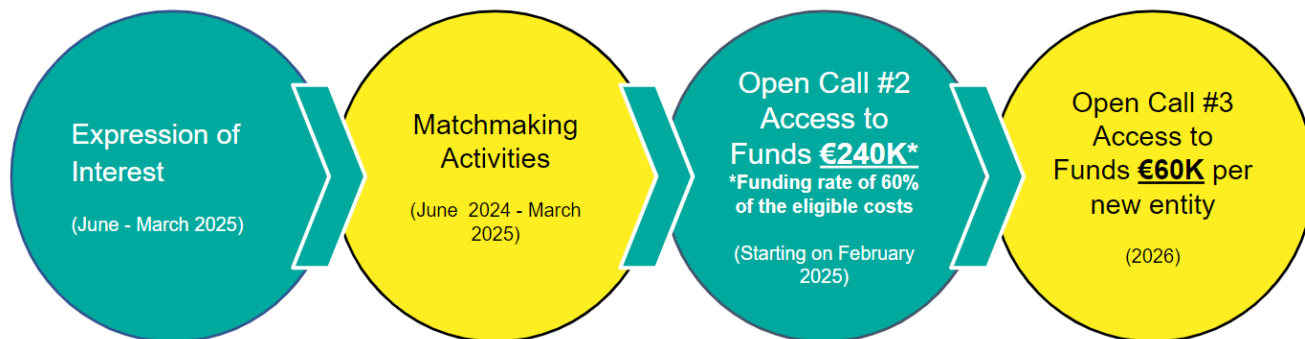 Expression of
Interest
(June - March 2025)
Matchmaking
Activities
(June 2024 - March
2025)
Open Call #2
Access to
Funds €240K*
*Funding rate of 60%
of the eligible costs
(Starting on February
2025)
Open Call #3
Access to
Funds €60K per
new entity
(2026)